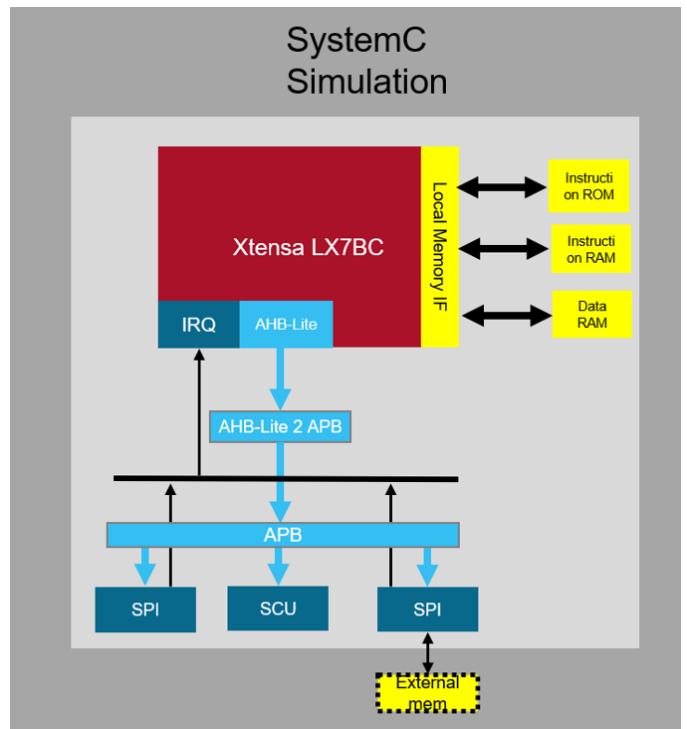 SystemC
Simulation
Xtensa LX7BC
Local Memory IF
Instructi
on ROM
Instructi
on RAM
Data
RAM
IRQ
AHB-Lite
AHB-Lite 2 APB
APB
SPI
SCU
SPI
External
mem